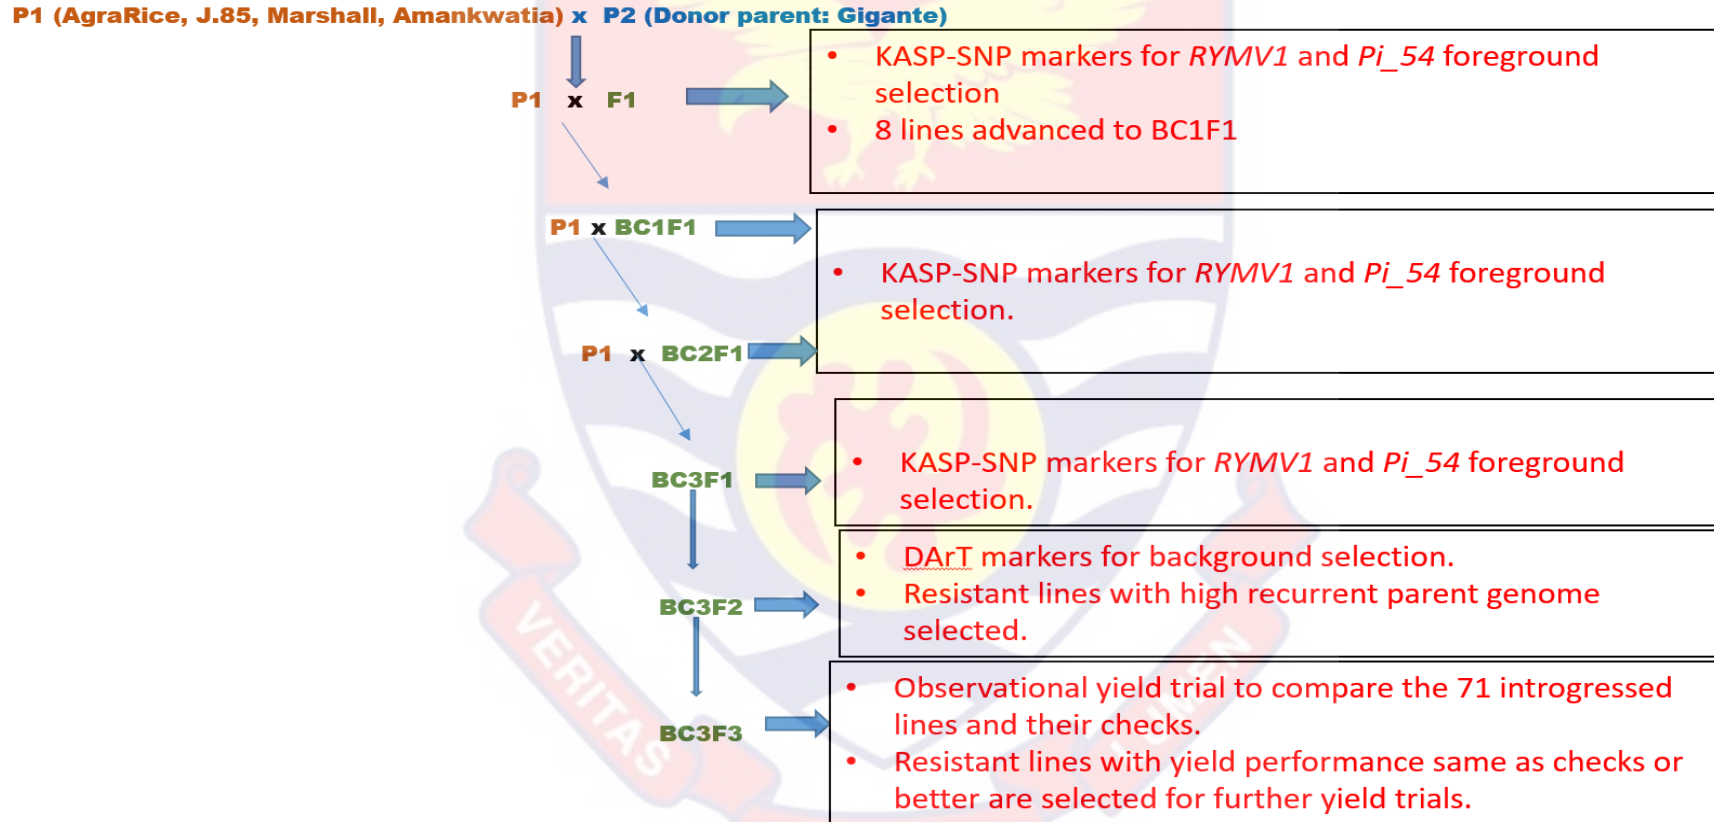 P1 (AgraRice, J.85, Marshall, Amankwatia) x P2 (Donor parent: Gigante)
• KASP-SNP markers for RYMV1 and Pi_54 foreground
selection
• 8 lines advanced to BC1F1
P1 x F1
P1 x BC1F1
• KASP-SNP markers for RYMV1 and Pi_54 foreground
selection.
P1 x BC2F1
• KASP-SNP markers for RYMV1 and Pi_54 foreground
selection.
BC3F1
• DArT markers for background selection.
• Resistant lines with high recurrent parent genome
selected.
BC3F2
• Observational yield trial to compare the 71 introgressed
lines and their checks.
• Resistant lines with yield performance same as checks or
better are selected for further yield trials.
BC3F3
VERITAS
LUMEN